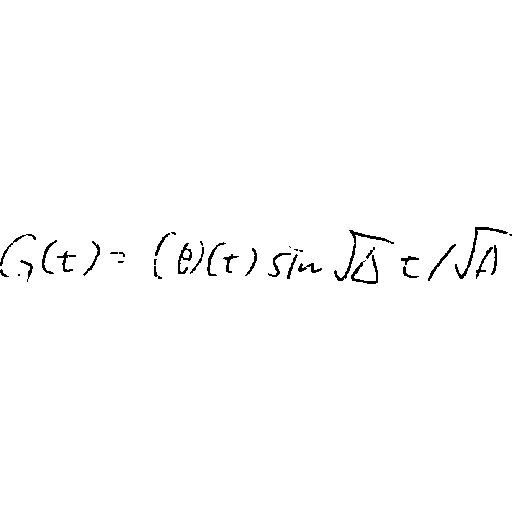 G(t) = (θ)(t) sin √Δ t / √Δ